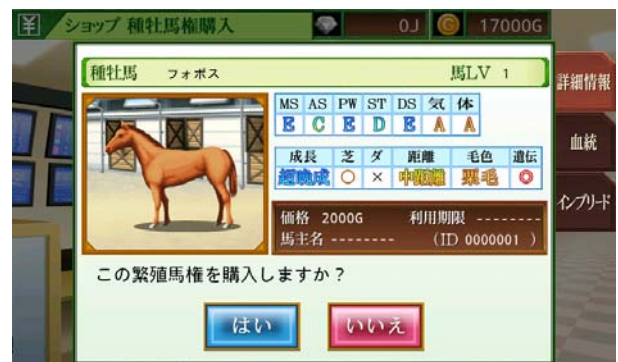 ¥ ショップ 種牡馬権購入 0J G 17000G
種牡馬 フォボス 馬LV 1
詳細情報
MS AS PW ST DS 気 体
E C E D E A A
血統
成長 芝 ダ 距離 毛色 遺伝
超晩成 ○ × 中距離 栗毛 ◎
インブリード
価格 2000G 利用期限 --------
馬主名 -------- (ID 0000001 )
この繁殖馬権を購入しますか?
はい いいえ